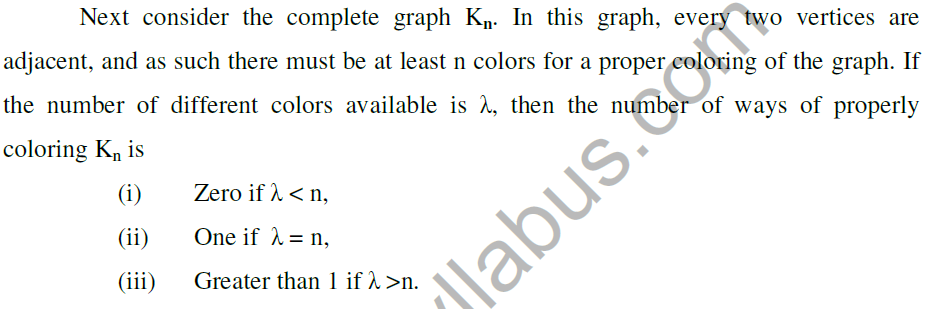 Next consider the complete graph Kn. In this graph, every two vertices are
adjacent, and as such there must be at least n colors for a proper coloring of the graph. If
the number of different colors available is λ, then the number of ways of properly
coloring Kn is
(i) Zero if λ < n,
(ii) One if λ = n,
(iii) Greater than 1 if λ >n.
llabus.com